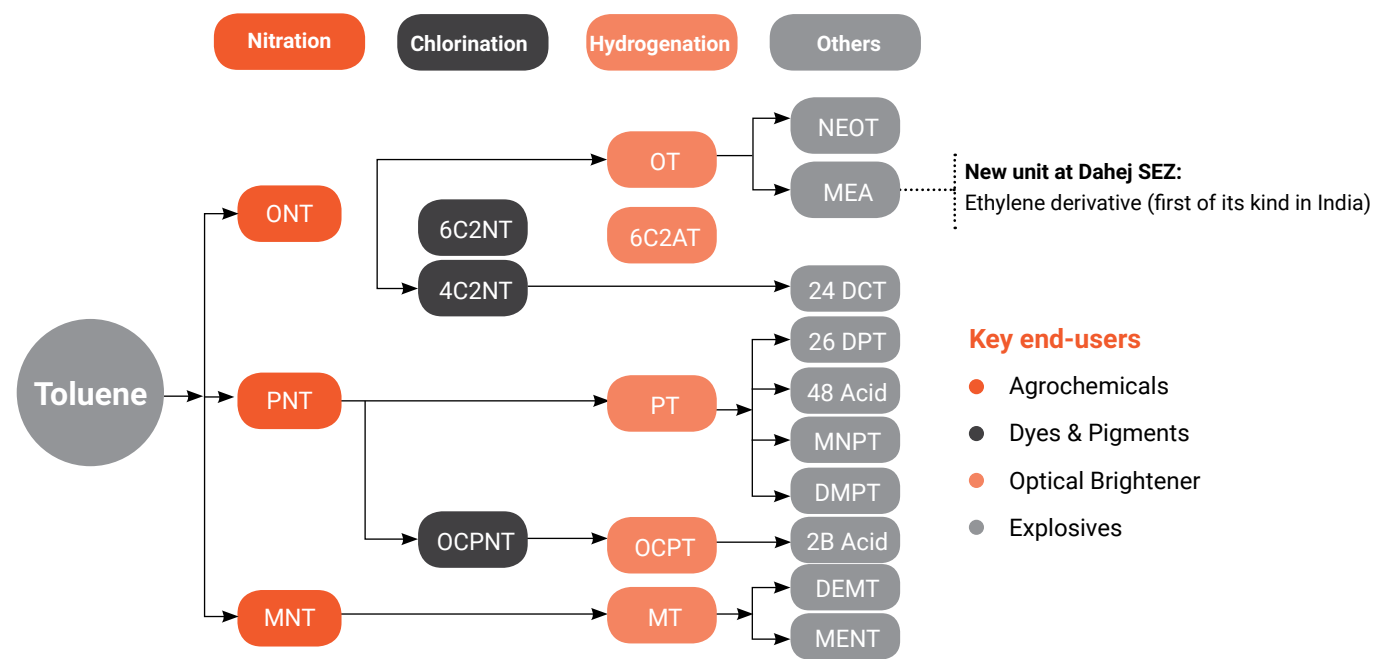 Nitration
Chlorination
Hydrogenation
Others
NEOT
OT
MEA
New unit at Dahej SEZ:
Ethylene derivative (first of its kind in India)
ONT
6C2NT
6C2AT
4C2NT
24 DCT
Toluene
26 DPT
PNT
PT
48 Acid
MNPT
DMPT
OCPNT
OCPT
2B Acid
DEMT
MNT
MT
MENT
Key end-users
Agrochemicals
Dyes & Pigments
Optical Brightener
Explosives